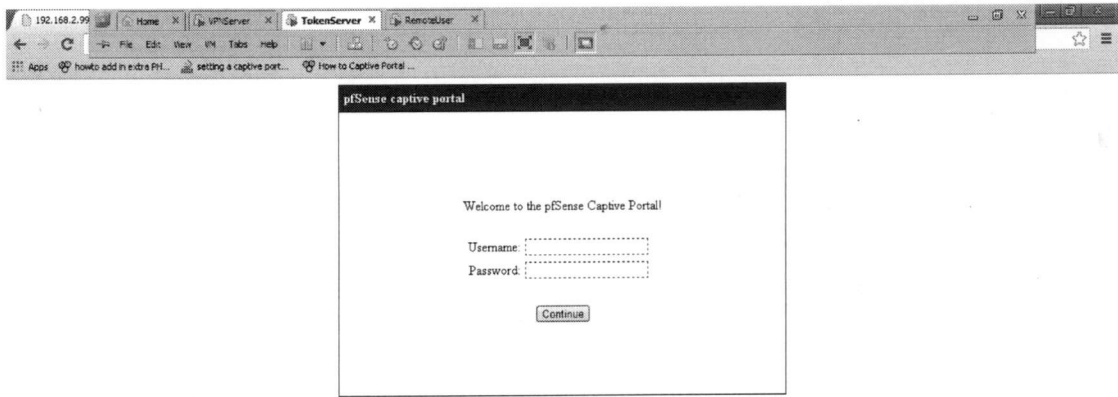 192.168.2.99 Home VPNServer TokenServer RemoteUser
File Edit View VM Tabs Help
Apps howto add in extra PH... setting a captive port... How to Captive Portal ...
pfSense captive portal
Welcome to the pfSense Captive Portal!
Username:
Password:
Continue